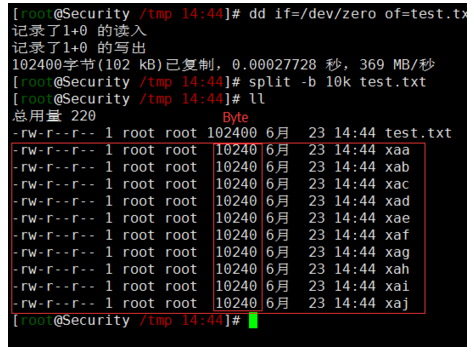 [root@Security /tmp 14:44]# dd if=/dev/zero of=test.tx
记录了1+0 的读入
记录了1+0 的写出
102400字节(102 kB)已复制，0.00027728 秒，369 MB/秒
[root@Security /tmp 14:44]# split -b 10k test.txt
[root@Security /tmp 14:44]# ll
总用量 220 Byte
-rw-r--r-- 1 root root 102400 6月 23 14:44 test.txt
-rw-r--r-- 1 root root 10240 6月 23 14:44 xaa
-rw-r--r-- 1 root root 10240 6月 23 14:44 xab
-rw-r--r-- 1 root root 10240 6月 23 14:44 xac
-rw-r--r-- 1 root root 10240 6月 23 14:44 xad
-rw-r--r-- 1 root root 10240 6月 23 14:44 xae
-rw-r--r-- 1 root root 10240 6月 23 14:44 xaf
-rw-r--r-- 1 root root 10240 6月 23 14:44 xag
-rw-r--r-- 1 root root 10240 6月 23 14:44 xah
-rw-r--r-- 1 root root 10240 6月 23 14:44 xai
-rw-r--r-- 1 root root 10240 6月 23 14:44 xaj
[root@Security /tmp 14:44]#